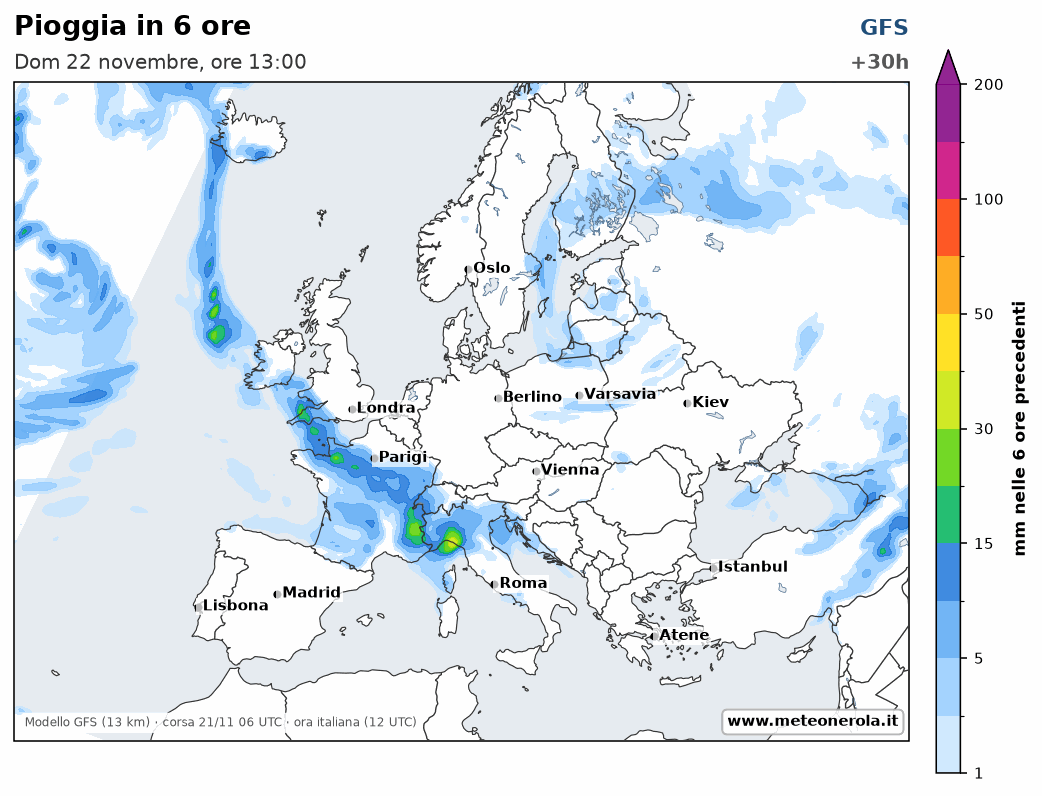 Pioggia in 6 ore
GFS
Dom 22 novembre, ore 13:00
+30h
200
100
50
30
15
5
1
mm nelle 6 ore precedenti
Oslo
Berlino
Varsavia
Londra
Kiev
Parigi
Vienna
Istanbul
Roma
Madrid
Lisbona
Atene
Modello GFS (13 km) · corsa 21/11 06 UTC · ora italiana (12 UTC)
www.meteonerola.it